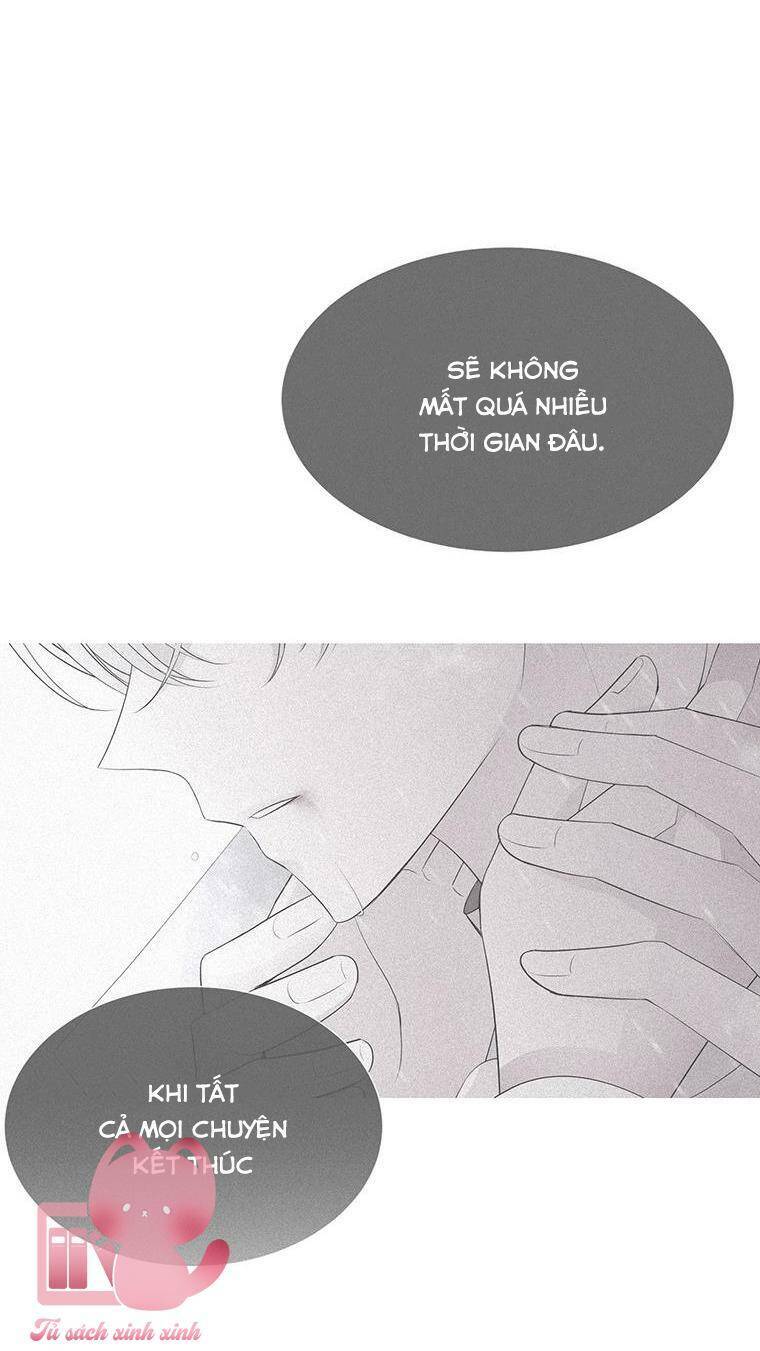 SẼ KHÔNG
MẤT QUÁ NHIỀU
THỜI GIAN ĐÂU.
KHI TẤT
CẢ MỌI CHUYỆN
KẾT THÚC
Tủ sách xinh xinh